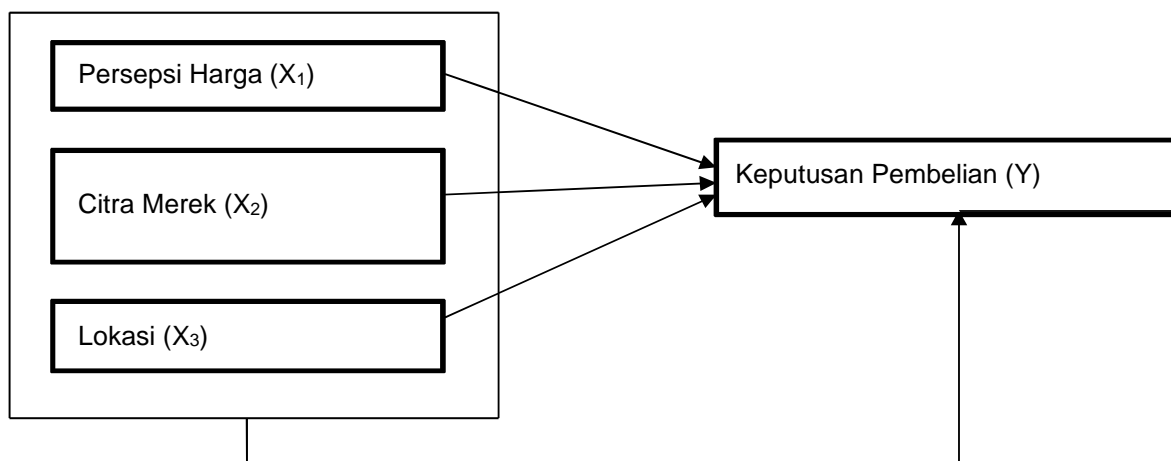 Persepsi Harga (X₁)
Citra Merek (X₂)
Keputusan Pembelian (Y)
Lokasi (X₃)